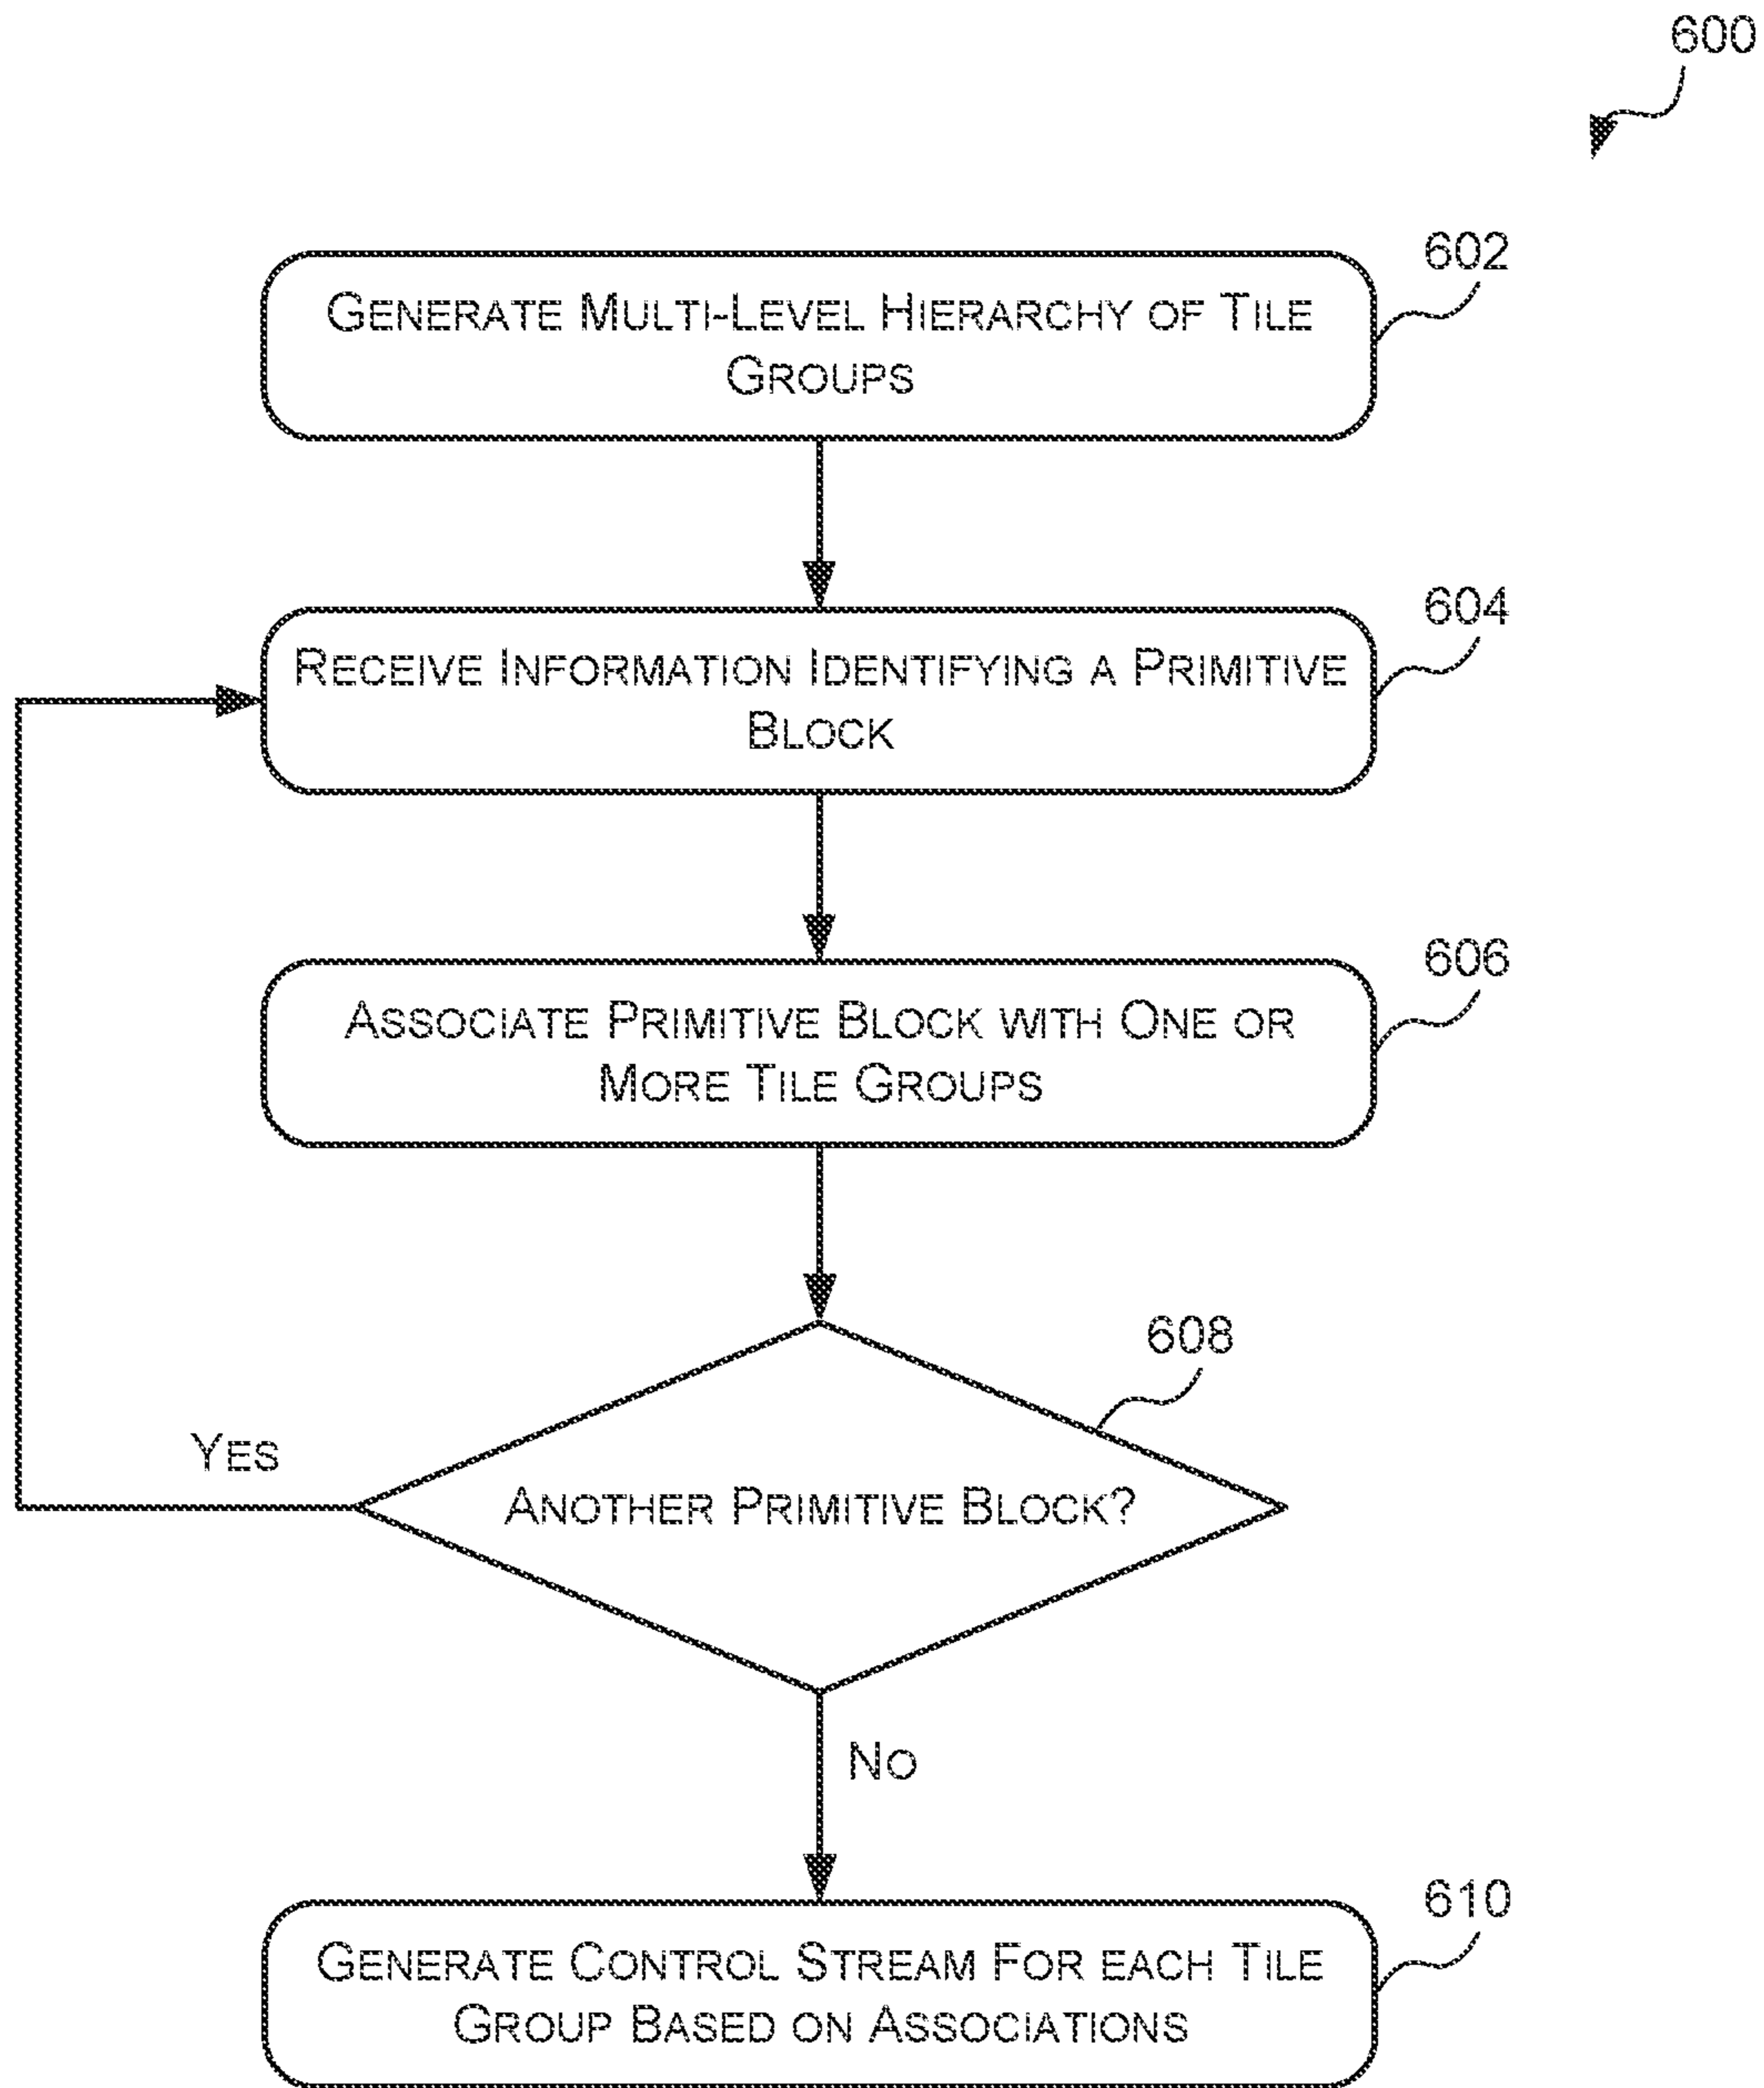 600
602
GENERATE MULTI-LEVEL HIERARCHY OF TILE
GROUPS
604
RECEIVE INFORMATION IDENTIFYING A PRIMITIVE
BLOCK
606
ASSOCIATE PRIMITIVE BLOCK WITH ONE OR
MORE TILE GROUPS
608
YES
ANOTHER PRIMITIVE BLOCK?
NO
610
GENERATE CONTROL STREAM FOR EACH TILE
GROUP BASED ON ASSOCIATIONS